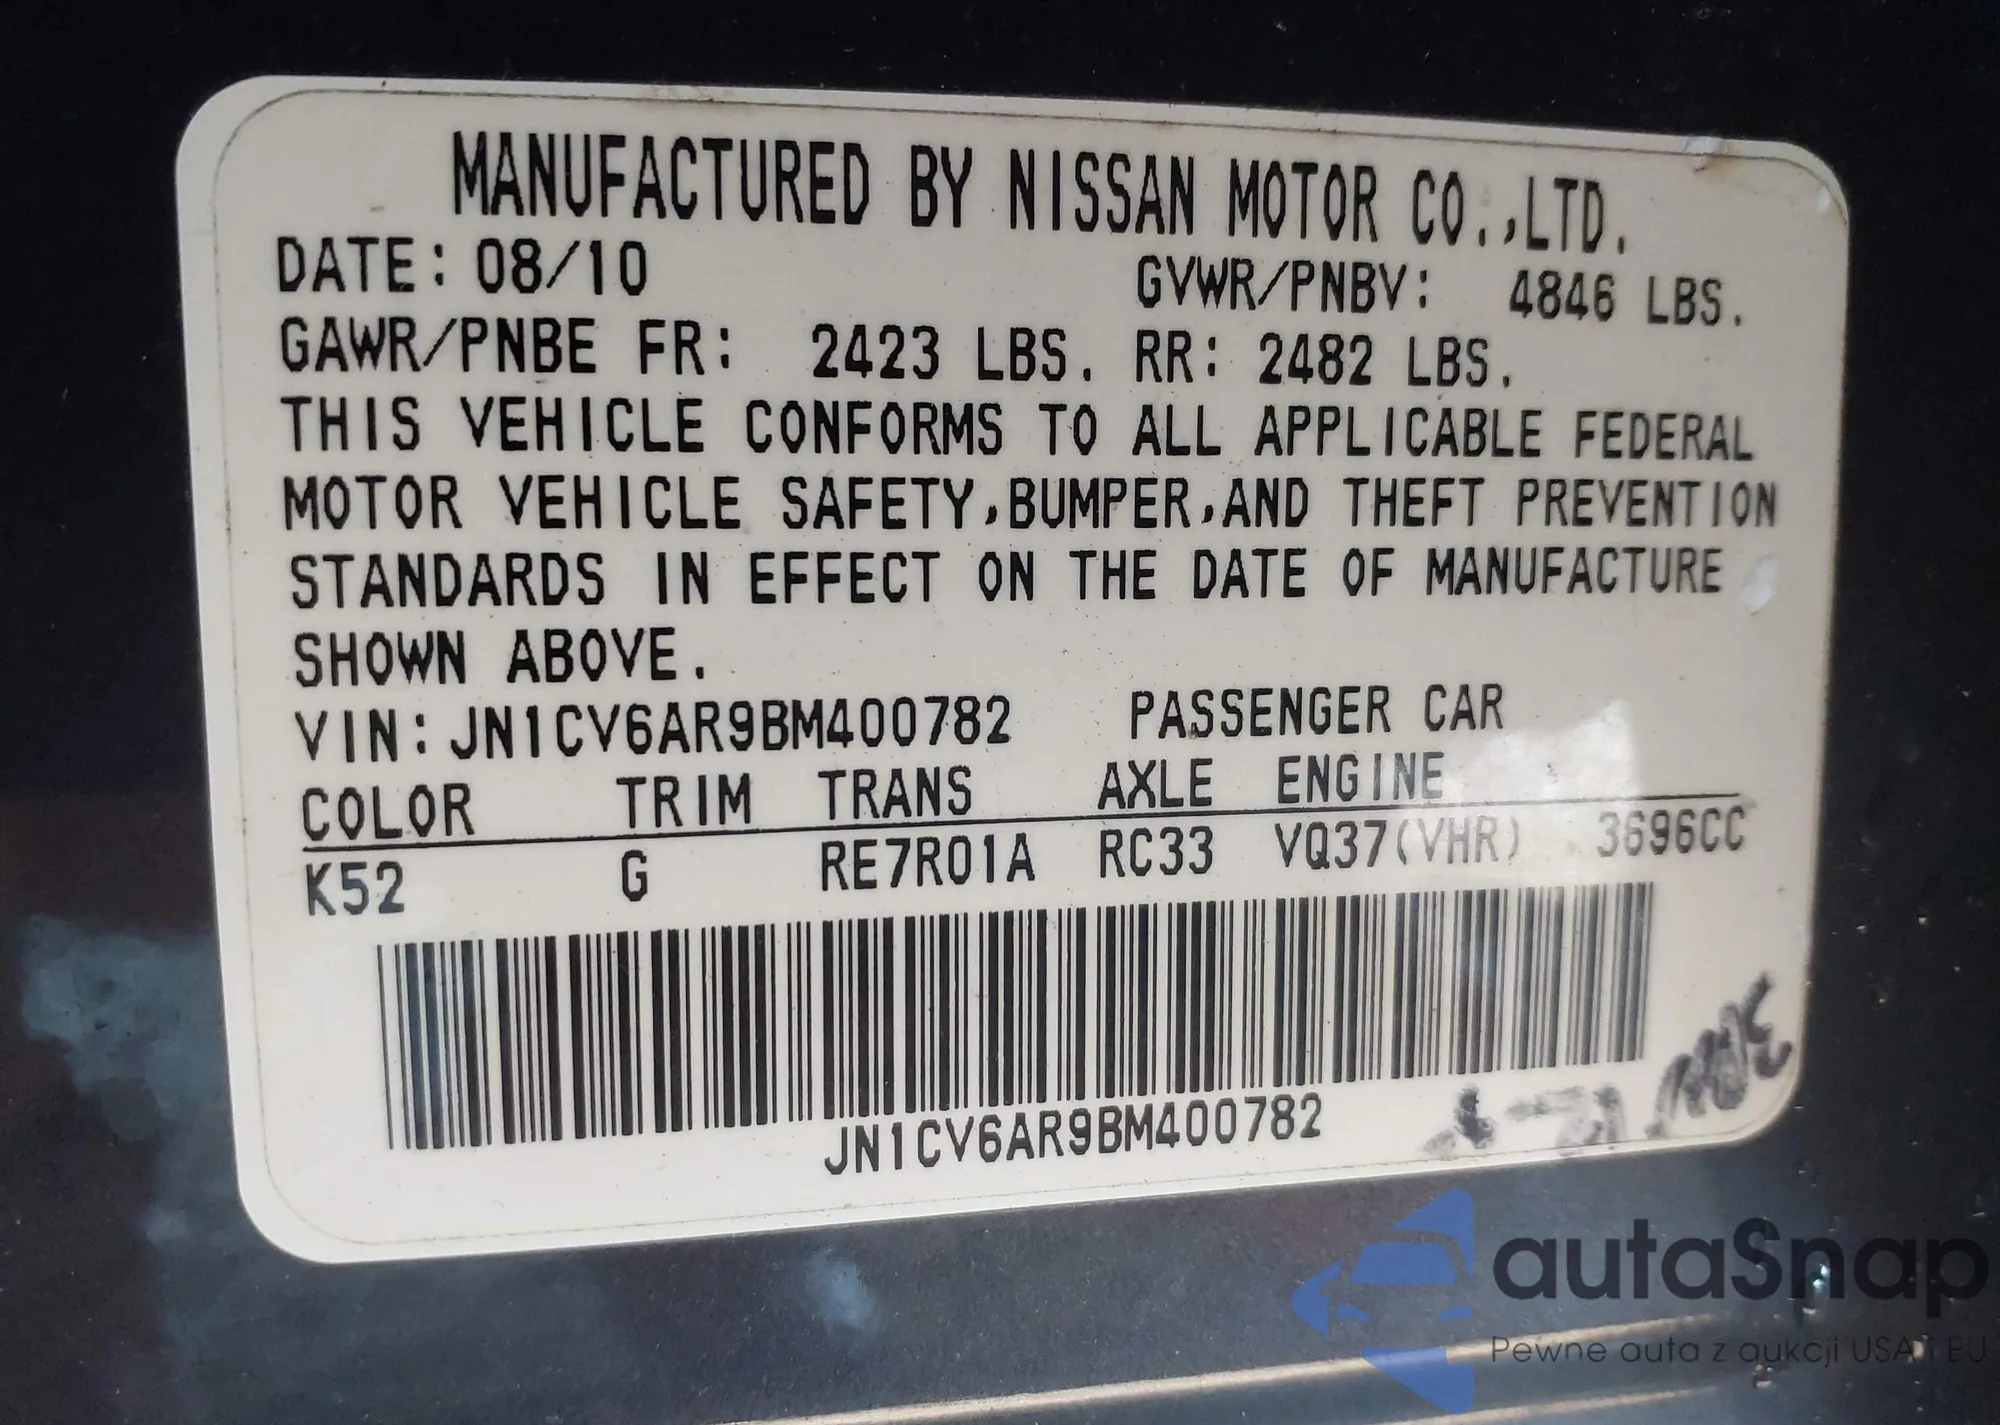 MANUFACTURED BY NISSAN MOTOR CO.,LTD.
DATE: 08/10 GVWR/PNBV: 4846 LBS.
GAWR/PNBE FR: 2423 LBS. RR: 2482 LBS.
THIS VEHICLE CONFORMS TO ALL APPLICABLE FEDERAL
MOTOR VEHICLE SAFETY,BUMPER,AND THEFT PREVENTION
STANDARDS IN EFFECT ON THE DATE OF MANUFACTURE
SHOWN ABOVE.
VIN: JN1CV6AR9BM400782 PASSENGER CAR
COLOR TRIM TRANS AXLE ENGINE
K52 G RE7R01A RC33 VQ37(VHR) 3696CC
JN1CV6AR9BM400782
autaSnap
Pewne auta z aukcji USA i EU